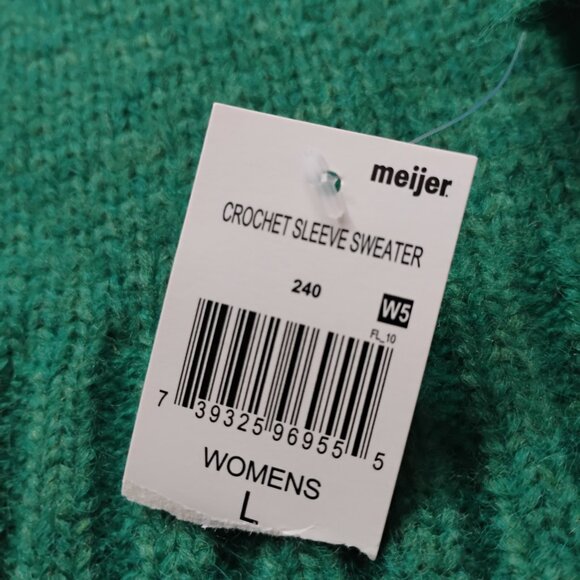 meijer
CROCHET SLEEVE SWEATER
240
W5
FL_10
7 39325 96955 5
WOMENS
L